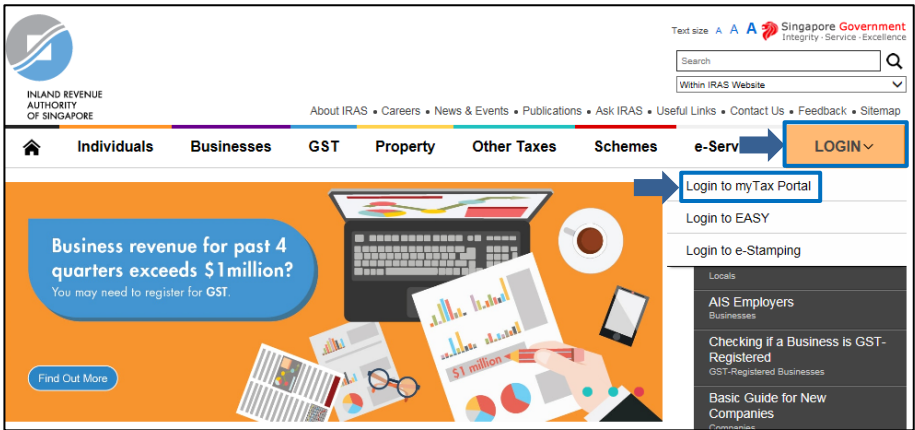 Text size A A A Singapore Government
Integrity · Service · Excellence
Search
Within IRAS Website
INLAND REVENUE
AUTHORITY
OF SINGAPORE
About IRAS • Careers • News & Events • Publications • Ask IRAS • Useful Links • Contact Us • Feedback • Sitemap
Individuals Businesses GST Property Other Taxes Schemes e-Serv LOGIN
Login to myTax Portal
Login to EASY
Login to e-Stamping
Business revenue for past 4
quarters exceeds $1million?
You may need to register for GST.
Find Out More
$1 million
Locals
AIS Employers
Businesses
Checking if a Business is GST-
Registered
GST-Registered Businesses
Basic Guide for New
Companies
Companies